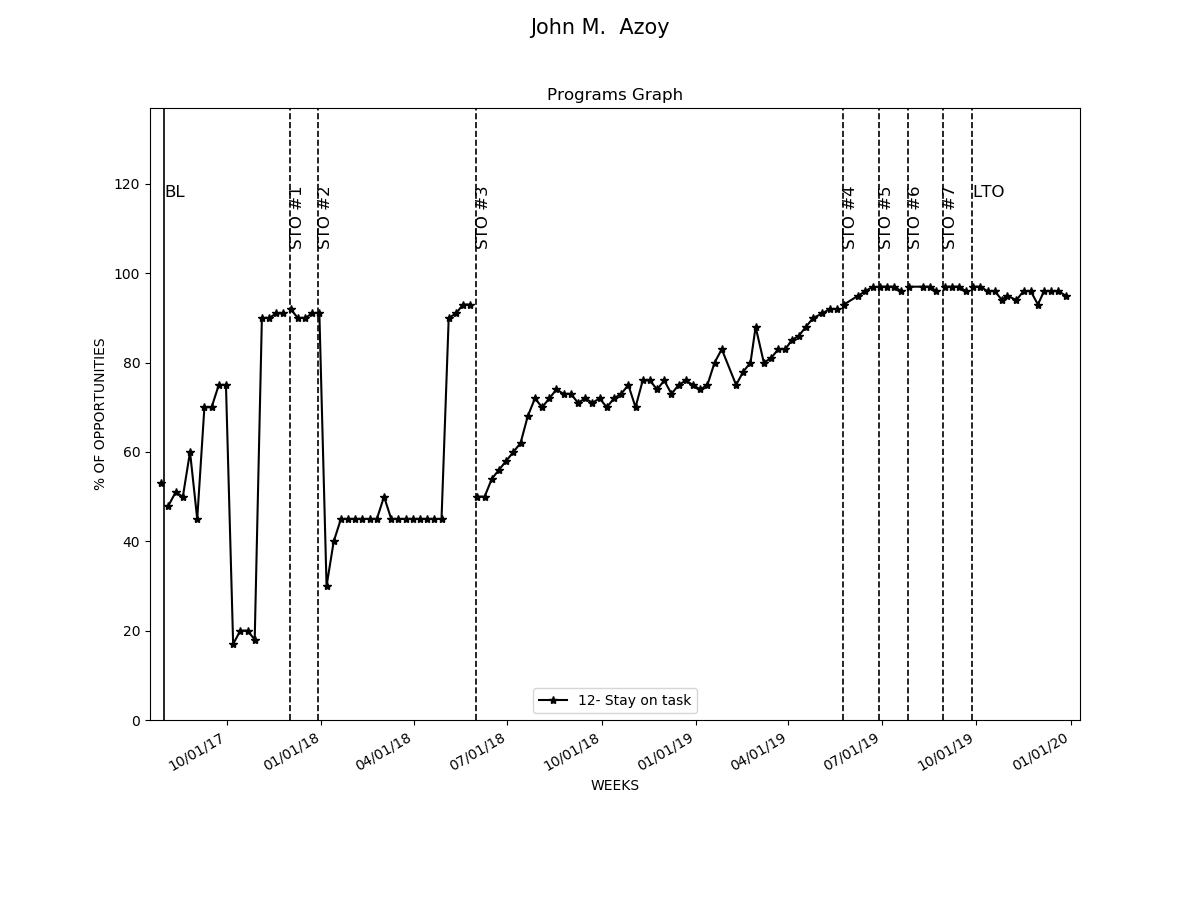 John M.  Azoy
Programs Graph
120
100
80
60
40
20
0
% OF OPPORTUNITIES
BL
STO #1
STO #2
STO #3
STO #4
STO #5
STO #6
STO #7
LTO
12- Stay on task
10/01/17
01/01/18
04/01/18
07/01/18
10/01/18
01/01/19
04/01/19
07/01/19
10/01/19
01/01/20
WEEKS